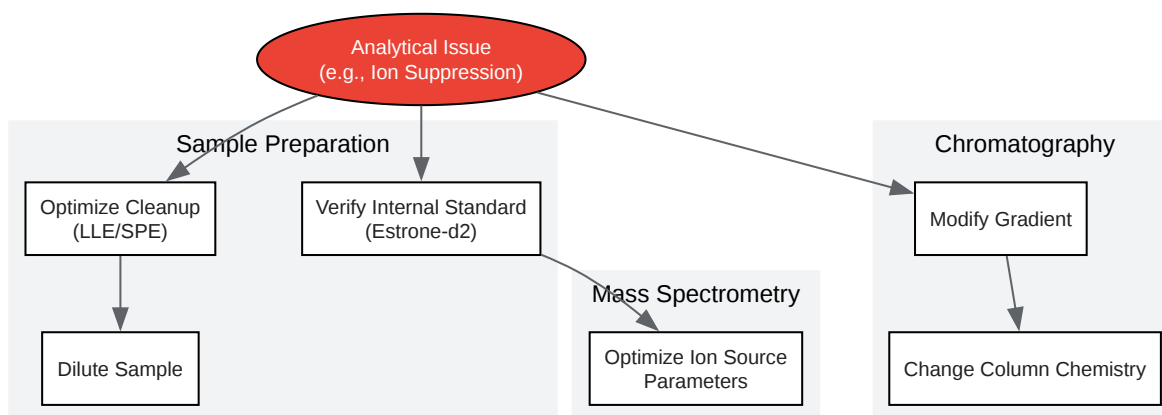 Analytical Issue
(e.g., Ion Suppression)
Sample Preparation
Chromatography
Optimize Cleanup
(LLE/SPE)
Verify Internal Standard
(Estrone-d2)
Modify Gradient
Mass Spectrometry
Dilute Sample
Optimize Ion Source
Parameters
Change Column Chemistry